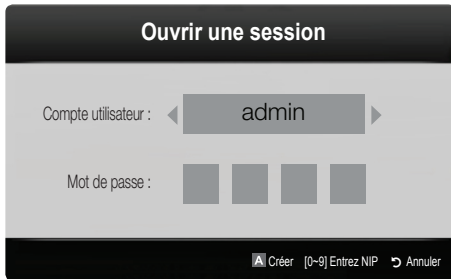 Ouvrir une session
Compte utilisateur : admin
Mot de passe :
A Créer [0~9] Entrez NIP Annuler